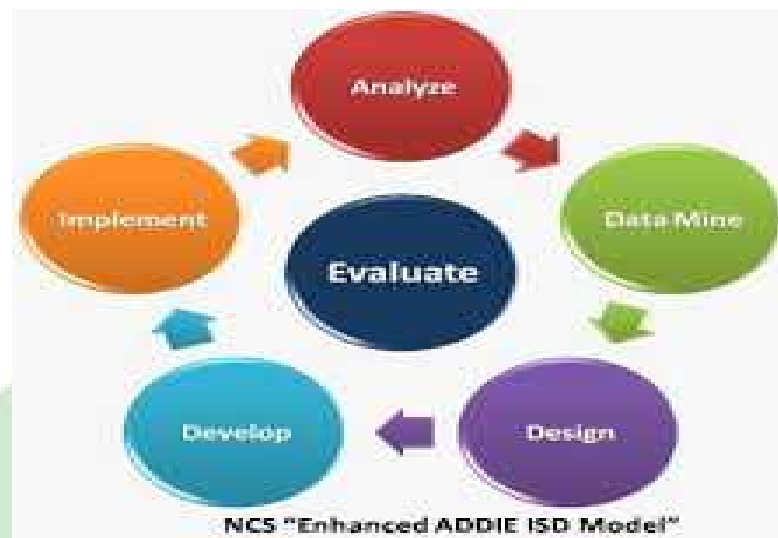 Analyze
Implement
Data Mine
Evaluate
Develop
Design
NCS "Enhanced ADDIE ISD Model"